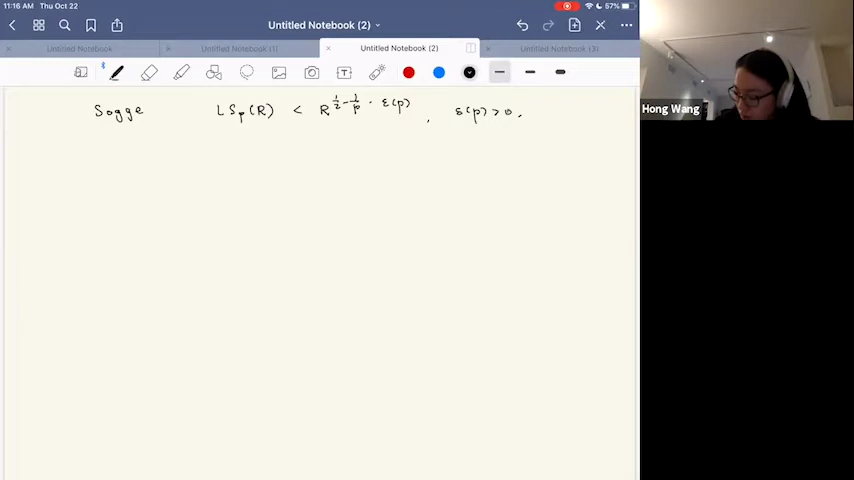 11:16 AM Thu Oct 22
57%
Untitled Notebook (2)
Untitled Notebook
Untitled Notebook (1)
Untitled Notebook (2)
Untitled Notebook (3)
Sogge LS_p(R) < R^{1/2 - 1/p - ε(p)}, ε(p) > 0.
Hong Wang